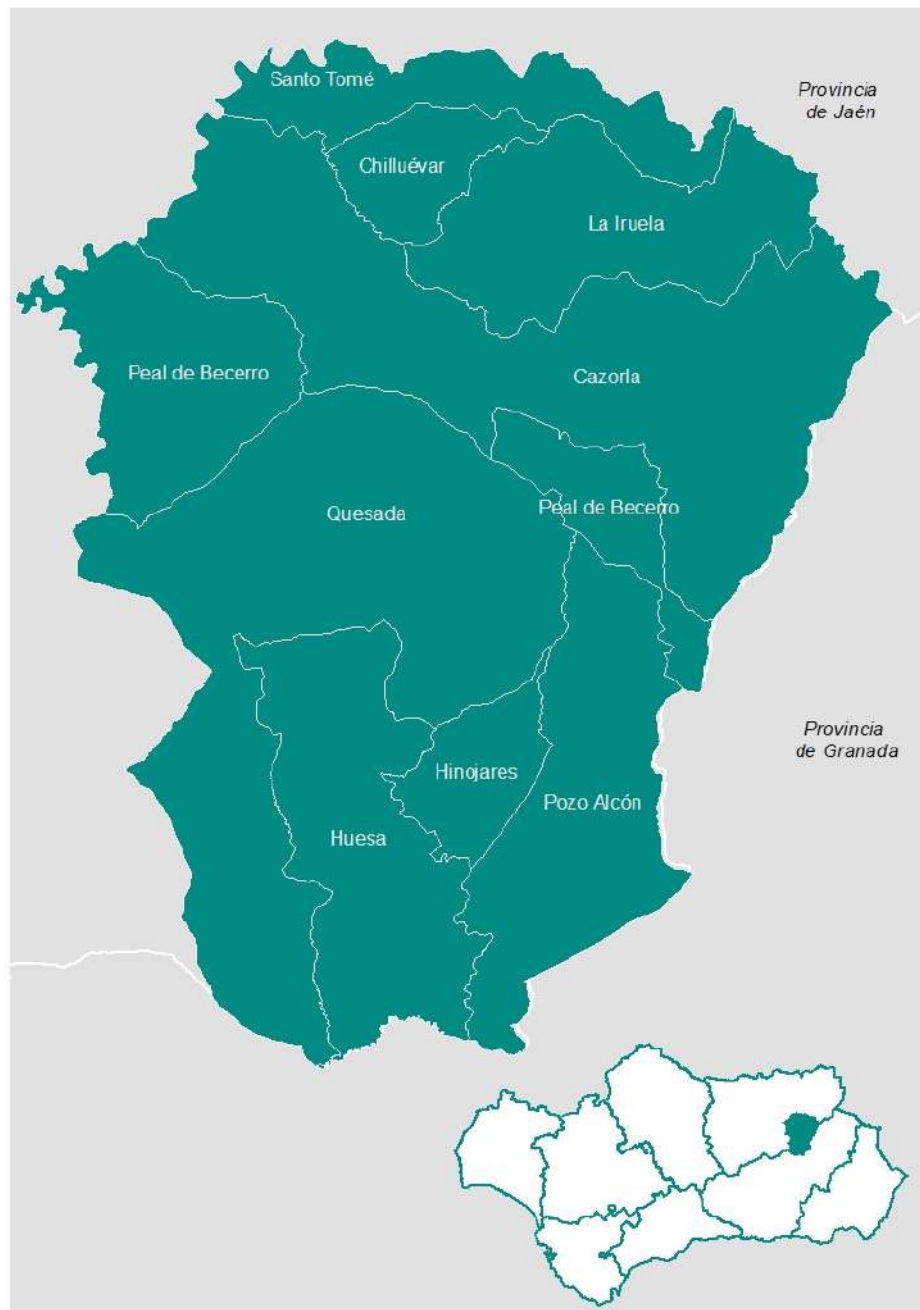 Santo Tomé
Provincia
de Jaén
Chilluévar
La Iruela
Peal de Becerro
Cazorla
Quesada
Peal de Becerro
Provincia
de Granada
Hinojares
Pozo Alcón
Huesa